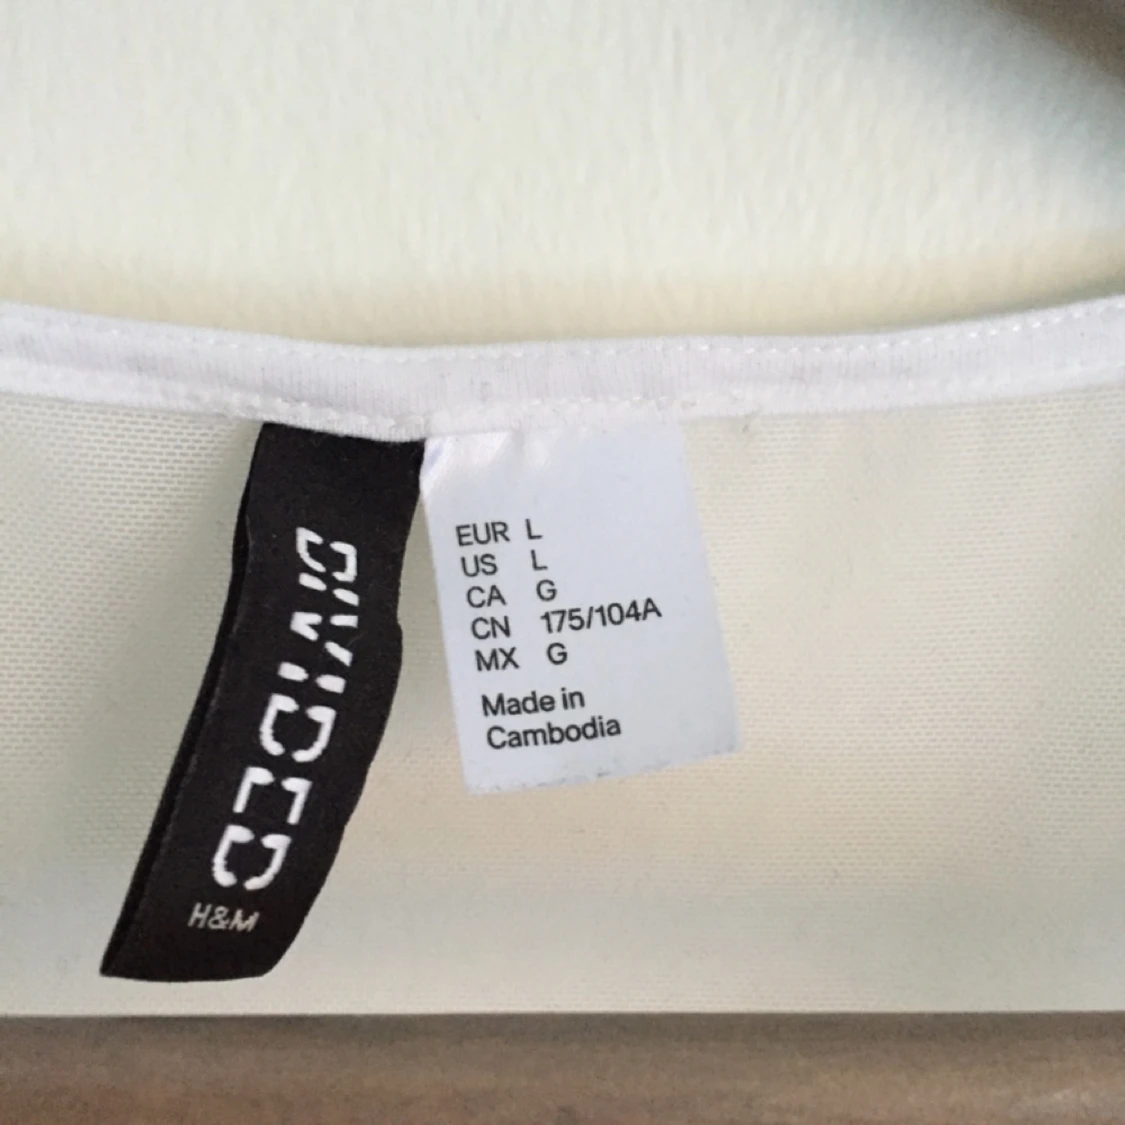 DIVIDED
H&M
EUR L
US L
CA G
CN 175/104A
MX G
Made in
Cambodia